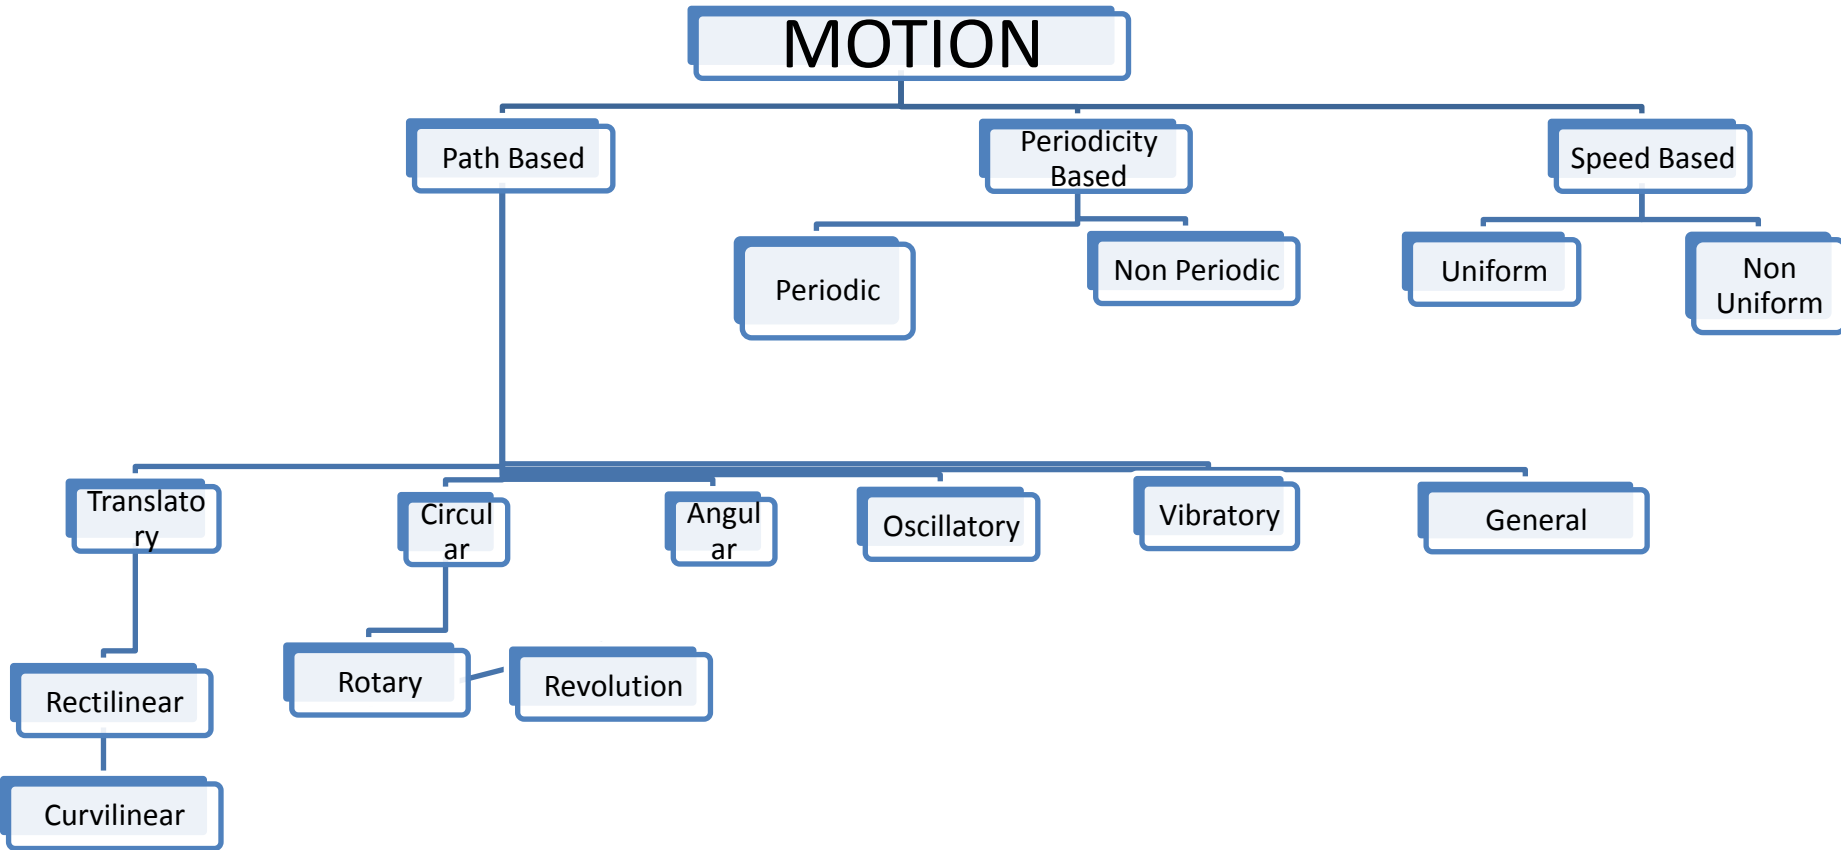 MOTION
Path Based
Periodicity
Based
Speed Based
Periodic
Non Periodic
Uniform
Non
Uniform
Translato
ry
Circul
ar
Angul
ar
Oscillatory
Vibratory
General
Rectilinear
Rotary
Revolution
Curvilinear